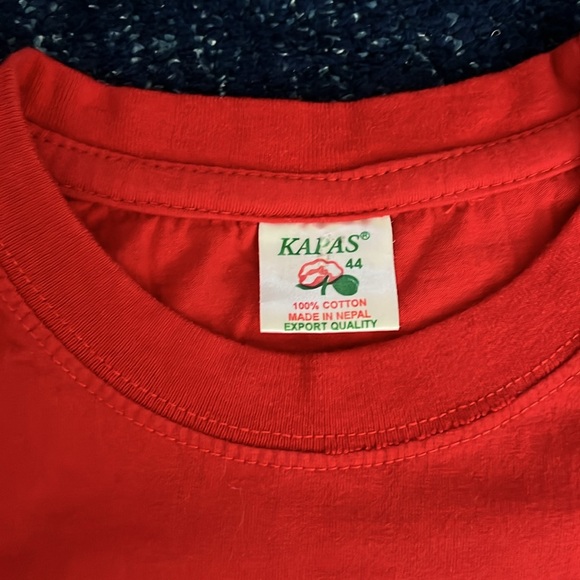 KAPAS®
44
100% COTTON
MADE IN NEPAL
EXPORT QUALITY